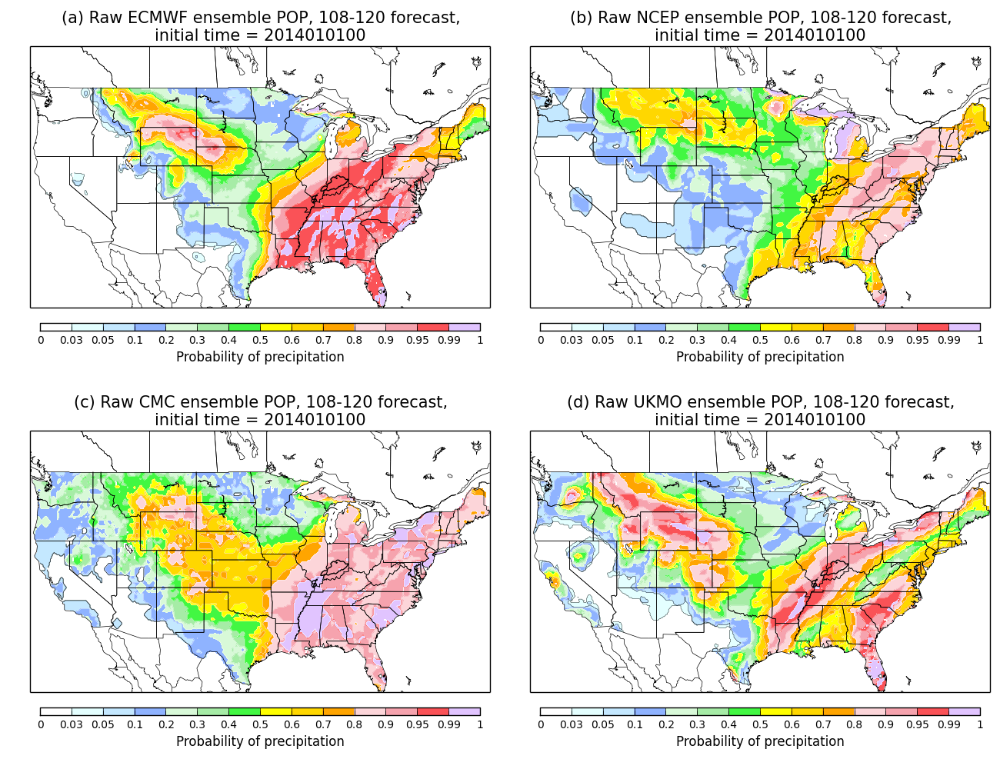 (a) Raw ECMWF ensemble POP, 108-120 forecast,
initial time = 2014010100
0 0.03 0.05 0.1 0.2 0.3 0.4 0.5 0.6 0.7 0.8 0.9 0.95 0.99 1
Probability of precipitation
(b) Raw NCEP ensemble POP, 108-120 forecast,
initial time = 2014010100
0 0.03 0.05 0.1 0.2 0.3 0.4 0.5 0.6 0.7 0.8 0.9 0.95 0.99 1
Probability of precipitation
(c) Raw CMC ensemble POP, 108-120 forecast,
initial time = 2014010100
0 0.03 0.05 0.1 0.2 0.3 0.4 0.5 0.6 0.7 0.8 0.9 0.95 0.99 1
Probability of precipitation
(d) Raw UKMO ensemble POP, 108-120 forecast,
initial time = 2014010100
0 0.03 0.05 0.1 0.2 0.3 0.4 0.5 0.6 0.7 0.8 0.9 0.95 0.99 1
Probability of precipitation